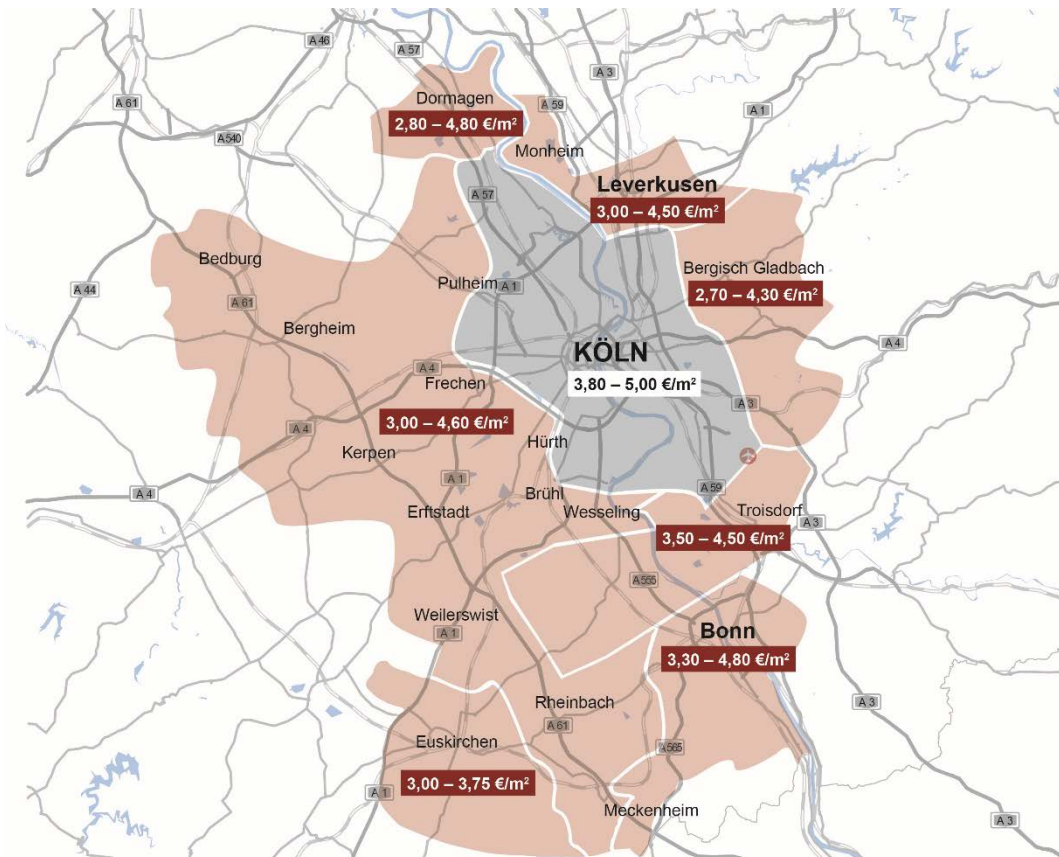 A 46
A 57
A 3
A 61
A 59
A 1
Dormagen
2,80 – 4,80 €/m²
A 540
Monheim
Leverkusen
3,00 – 4,50 €/m²
A 57
Bedburg
Bergisch Gladbach
2,70 – 4,30 €/m²
Pulheim
A 1
A 44
A 61
Bergheim
A 4
KÖLN
3,80 – 5,00 €/m²
A 4
Frechen
A 3
3,00 – 4,60 €/m²
A 4
Hürth
Kerpen
A 1
A 59
A 4
Brühl
Erftstadt
Wesseling
Troisdorf
A 3
3,50 – 4,50 €/m²
A 555
Weilerswist
A 1
Bonn
3,30 – 4,80 €/m²
Rheinbach
A 3
A 61
Euskirchen
A 565
3,00 – 3,75 €/m²
A 1
Meckenheim
A 3